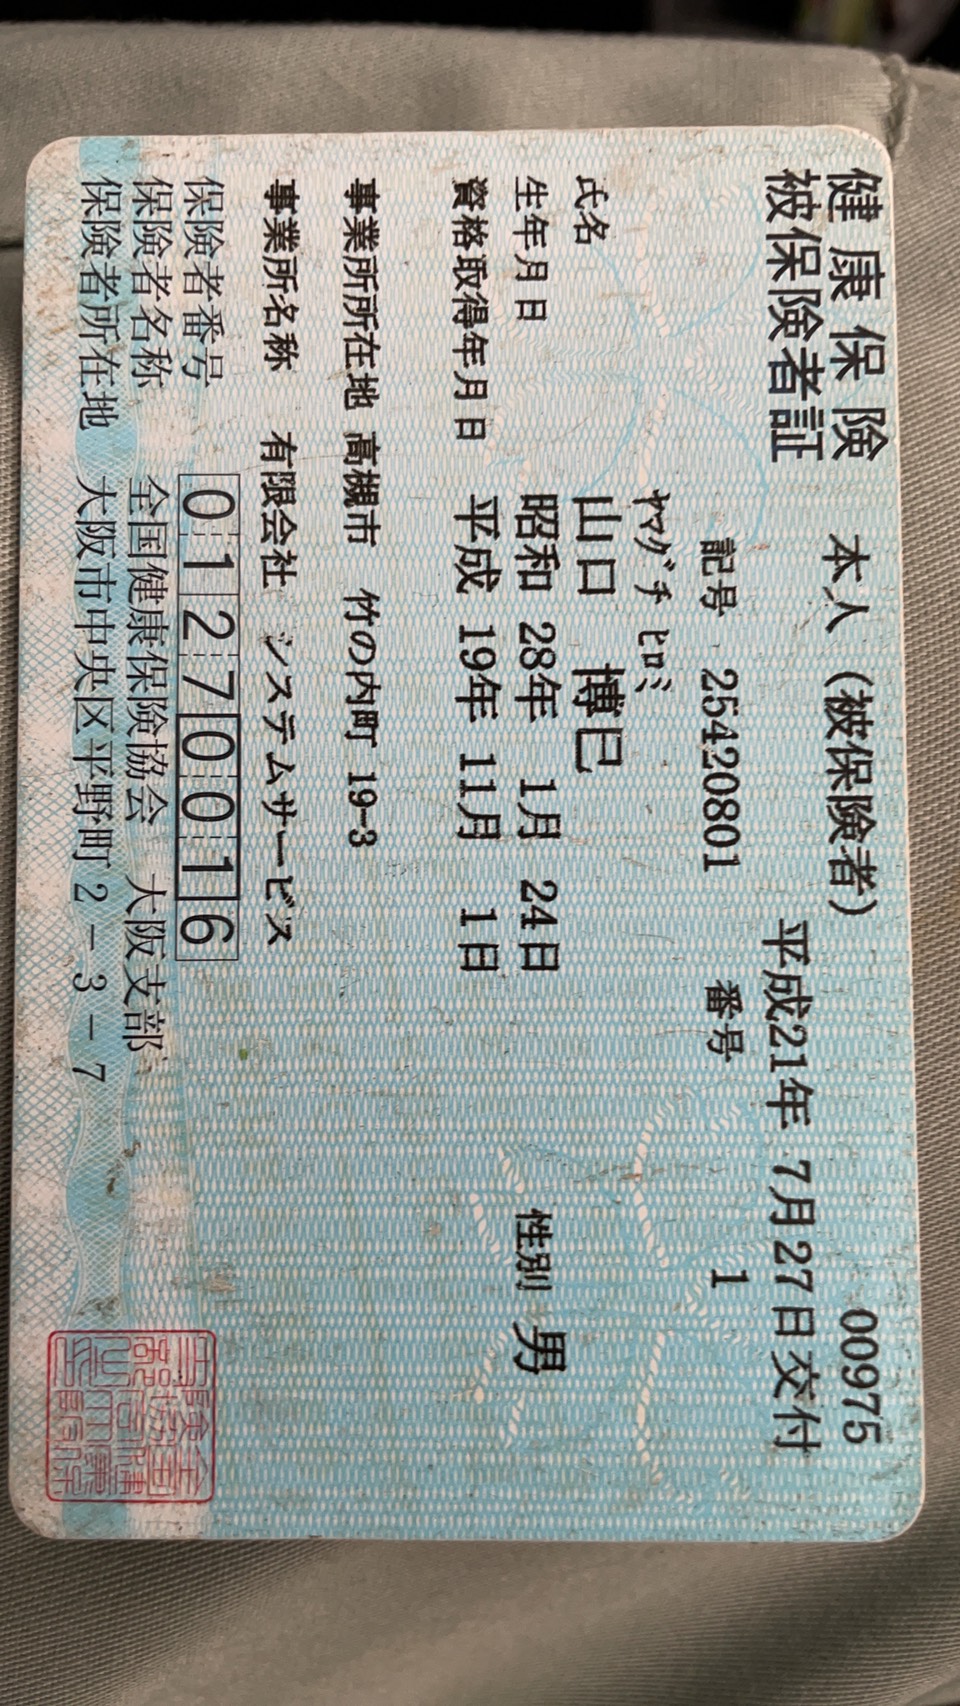 健康保険 本人（被保険者） 00975
被保険者証 平成21年 7月27日交付
記号 25420801 番号 1
ﾔﾏｸﾞﾁ ﾋﾛﾐ
氏名 山口 博巳
生年月日 昭和 28年 1月 24日 性別 男
資格取得年月日 平成 19年 11月 1日
事業所所在地 高槻市 竹の内町 19-3
事業所名称 有限会社 システムサービス
保険者番号 01270016
保険者名称 全国健康保険協会 大阪支部
保険者所在地 大阪市中央区平野町2-3-7